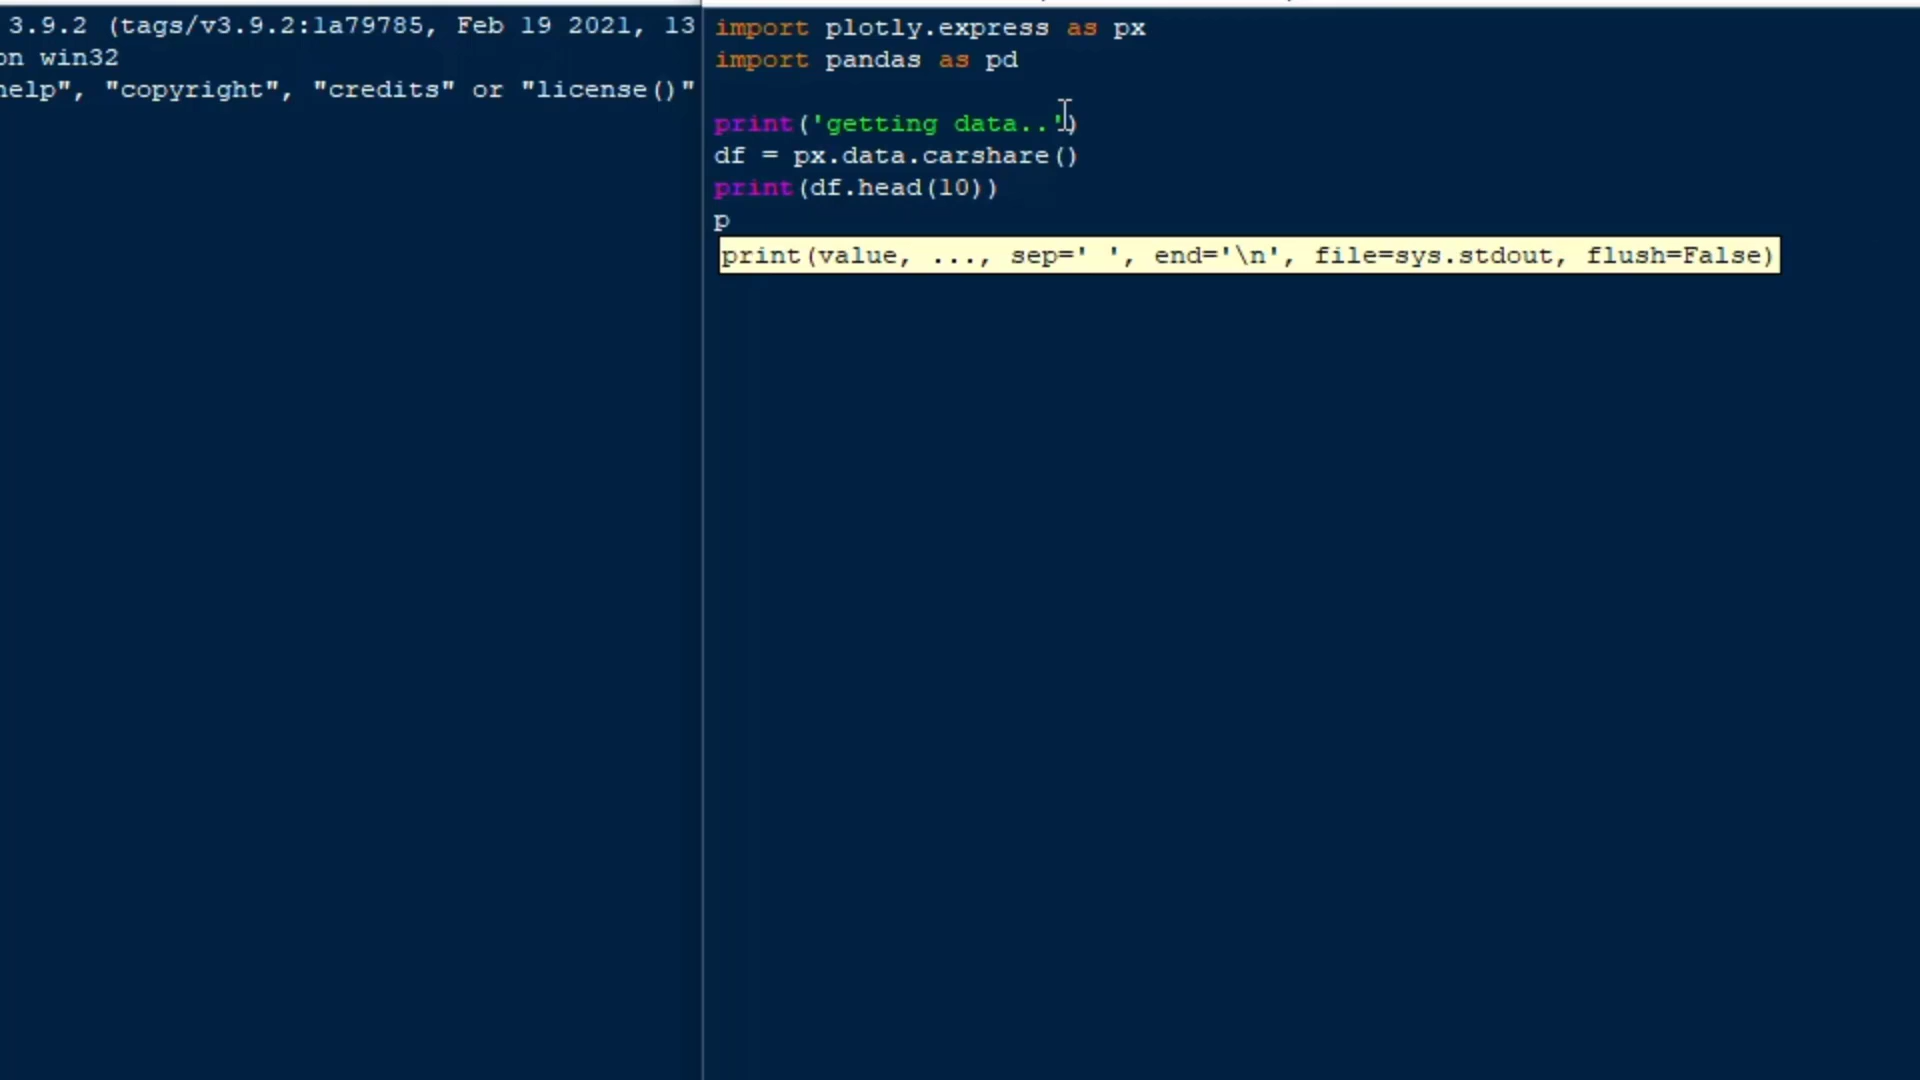 3.9.2 (tags/v3.9.2:1a79785, Feb 19 2021, 13
on win32
help", "copyright", "credits" or "license()"
import plotly.express as px
import pandas as pd
print('getting data..')
df = px.data.carshare()
print(df.head(10))
p
print(value, ..., sep=' ', end='\n', file=sys.stdout, flush=False)